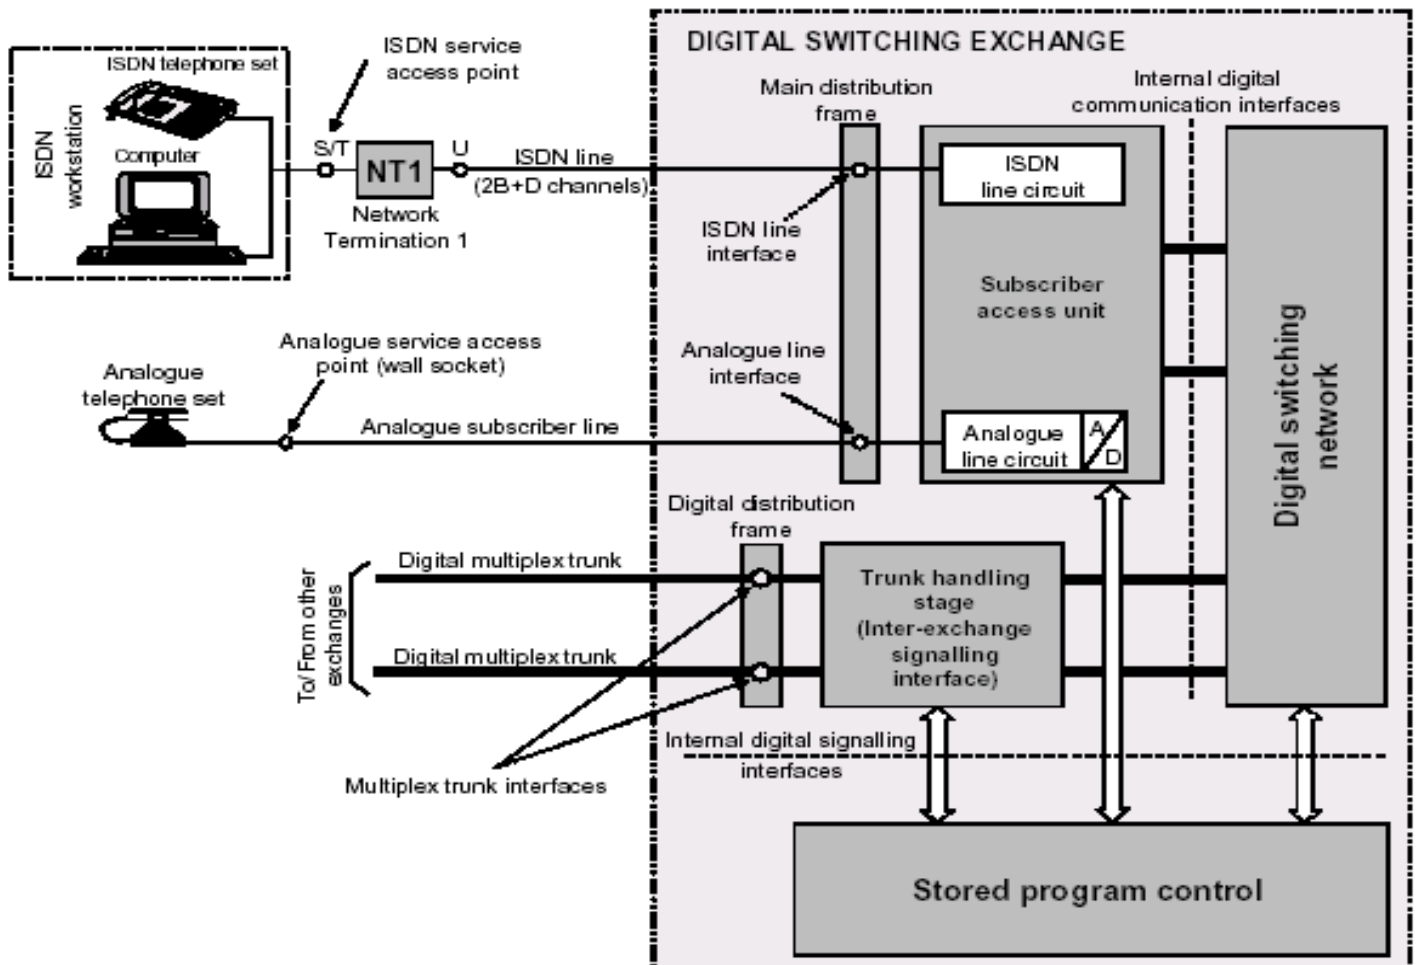 DIGITAL SWITCHING EXCHANGE
ISDN telephone set
ISDN
workstation
Computer
ISDN service
access point
S/T
NT1
U
Network
Termination 1
ISDN line
(2B+D channels)
Main distribution
frame
Internal digital
communication interfaces
ISDN
line circuit
ISDN line
interface
Subscriber
access unit
Digital switching
network
Analogue
telephone set
Analogue service access
point (wall socket)
Analogue subscriber line
Analogue line
interface
Analogue
line circuit
A
D
Digital distribution
frame
To/From other
exchanges
Digital multiplex trunk
Digital multiplex trunk
Trunk handling
stage
(Inter-exchange
signalling
interface)
Multiplex trunk interfaces
Internal digital signalling
interfaces
Stored program control